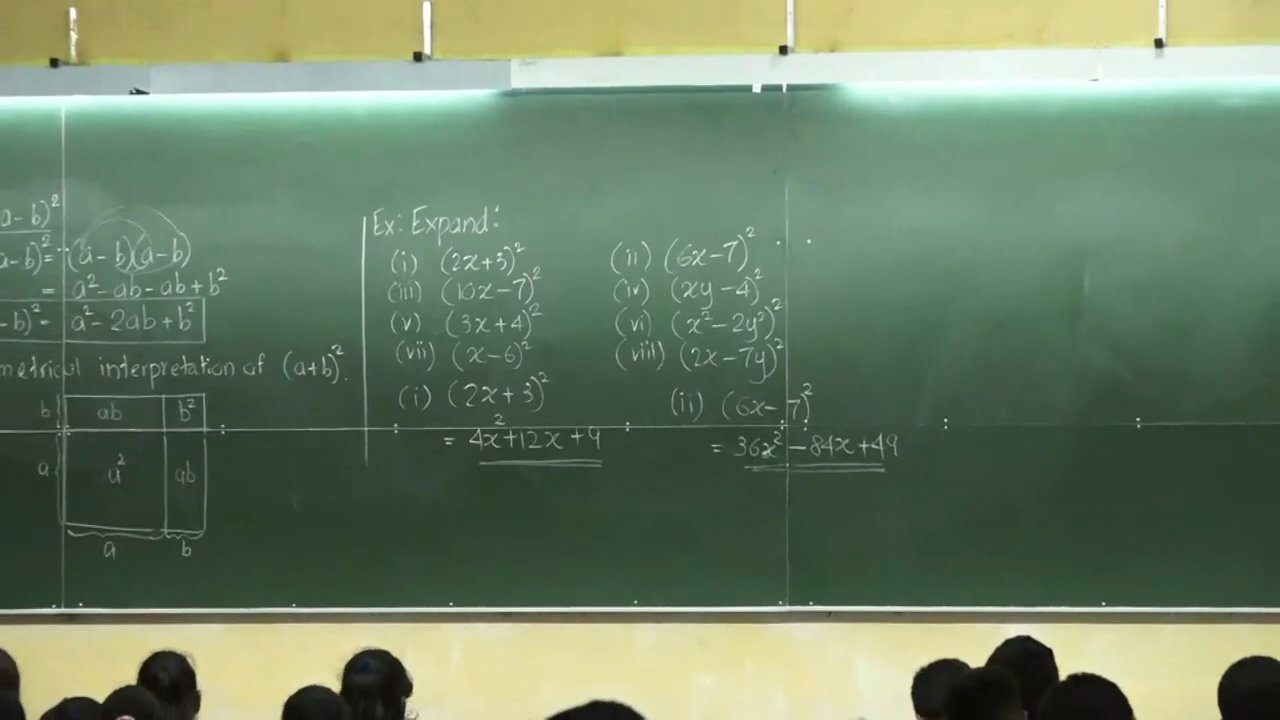 a-b)²
a-b)² = (a-b)(a-b)
= a² - ab - ab + b²
-b)² = a² - 2ab + b²
metrical interpretation of (a+b)².
b ab b²
a a² ab
a b
Ex: Expand:
(i) (2x+3)² (ii) (6x-7)²
(iii) (10x-7)² (iv) (xy-4)²
(v) (3x+4)² (vi) (x²-2y²)²
(vii) (x-6)² (viii) (2x-7y)²
(i) (2x+3)² (ii) (6x-7)²
= 4x²+12x+9 = 36x²-84x+49